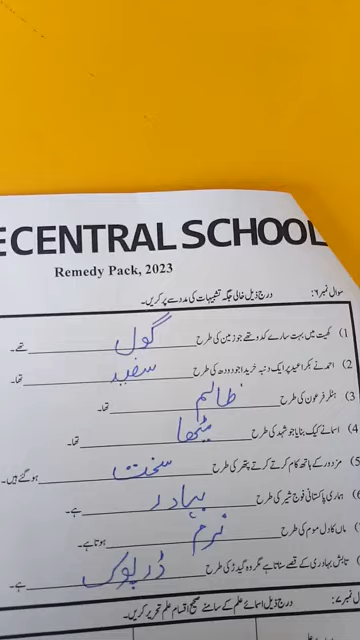 ECENTRAL SCHOOL
Remedy Pack, 2023
سوال نمبر۶: درج ذیل خالی جگہ تشبیہات کی مدد سے پر کریں۔
(1 کھیت میں بہت سارے کدو تھے جو زمین کی طرح گول تھے۔
(2 احمد نے بکرا عید پر ایک دنبہ خریدا جو دودھ کی طرح سفید تھا۔
(3 ہٹلر فرعون کی طرح ظالم تھا۔
(4 اسما نے کیک بنایا جو شہد کی طرح میٹھا تھا۔
(5 مزدور کے ہاتھ کام کرتے کرتے پتھر کی طرح سخت ہو گئے ہیں۔
(6 ہماری پاکستانی فوج شیر کی طرح بہادر ہے۔
ماں کا دل موم کی طرح نرم ہوتا ہے۔
تابش بہادری کے قصے سناتا ہے مگر وہ گیدڑ کی طرح ڈرپوک ہے۔
نمبر۷: درج ذیل اسمائے علم کے سامنے صحیح اقسام علم تحریر کریں۔